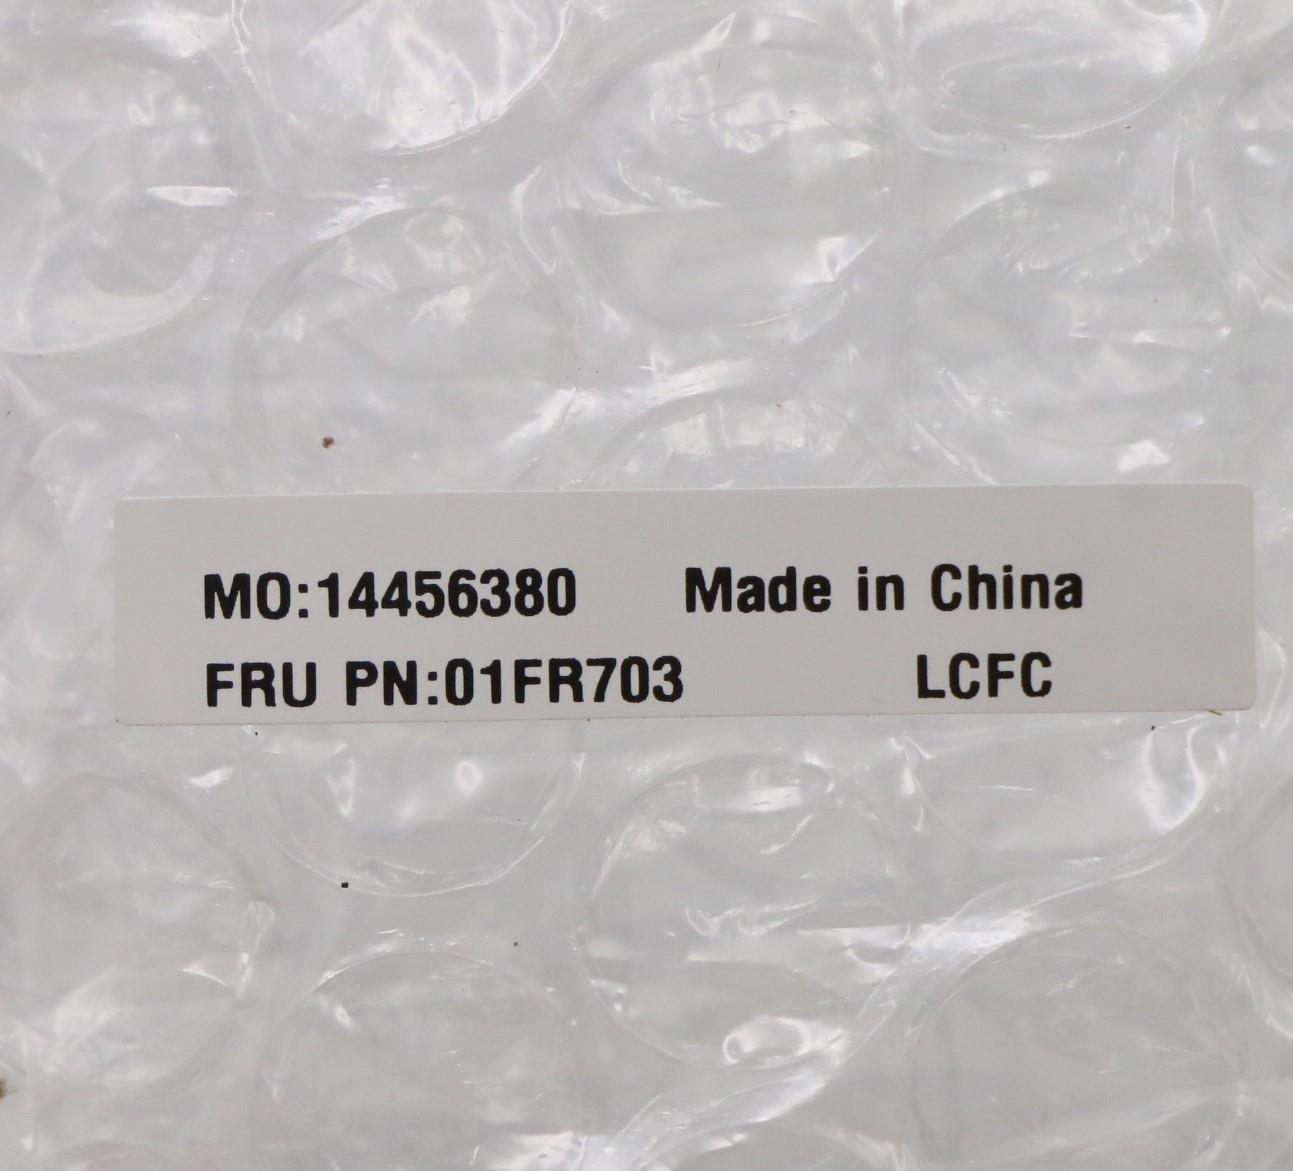 MO:14456380 Made in China
FRU PN:01FR703 LCFC